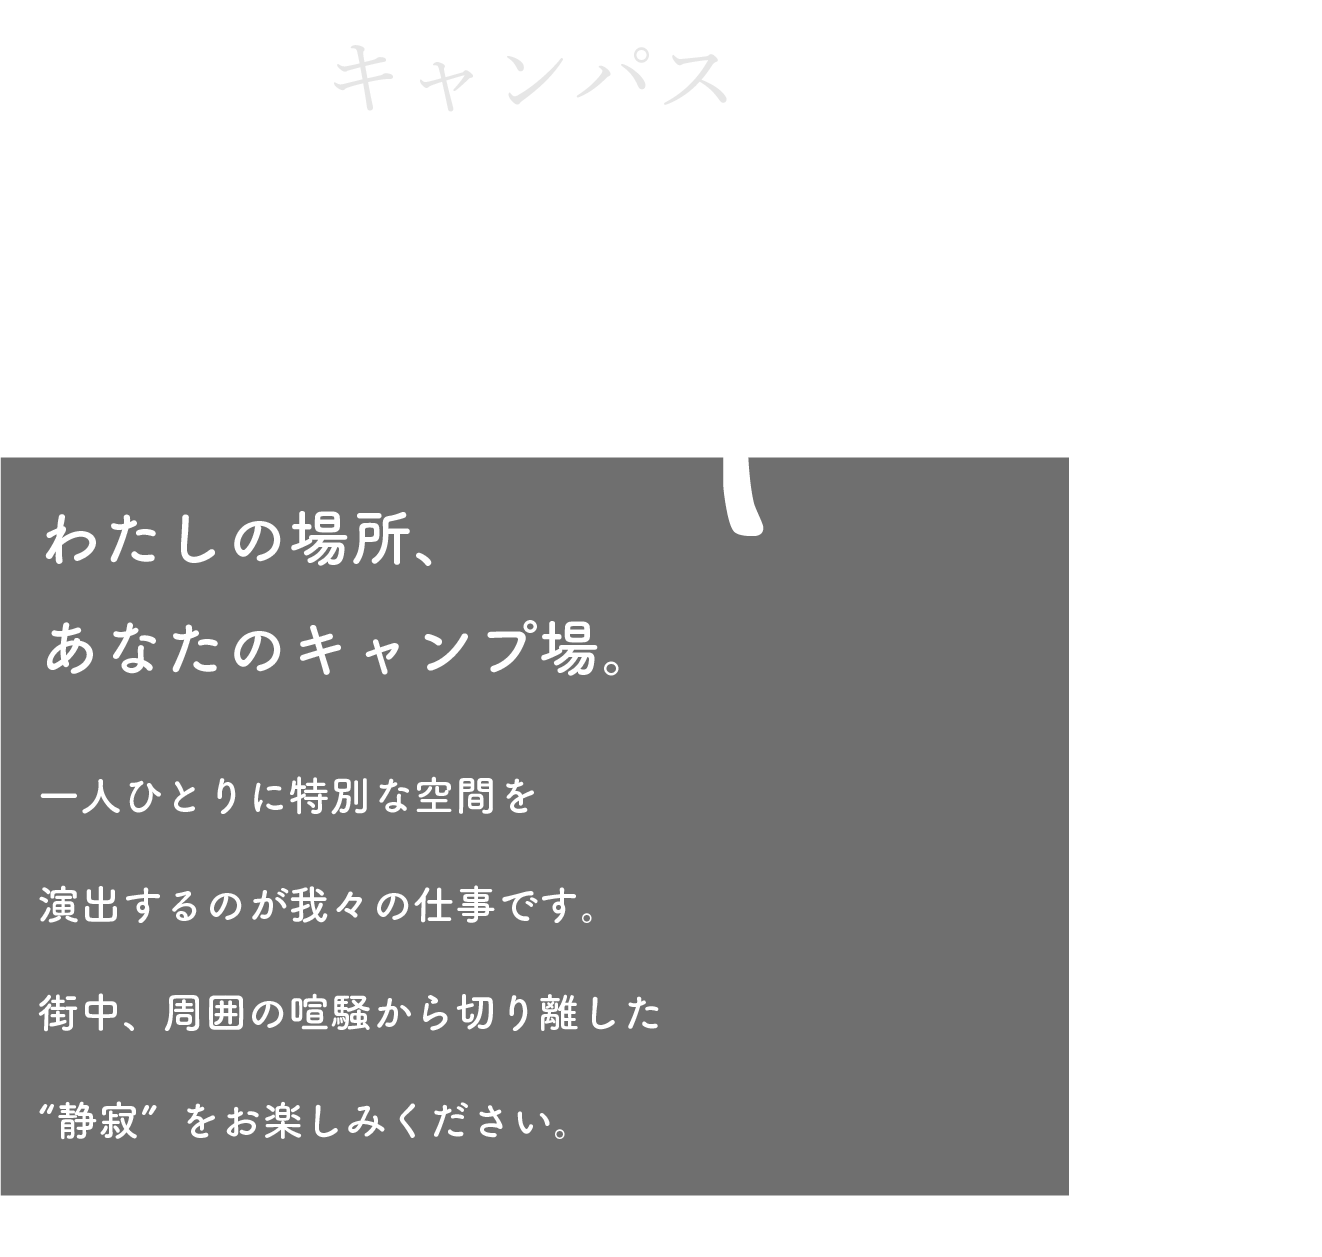 キャンパス
わたしの場所、
あなたのキャンプ場。
一人ひとりに特別な空間を
演出するのが我々の仕事です。
街中、周囲の喧騒から切り離した
“静寂”をお楽しみください。